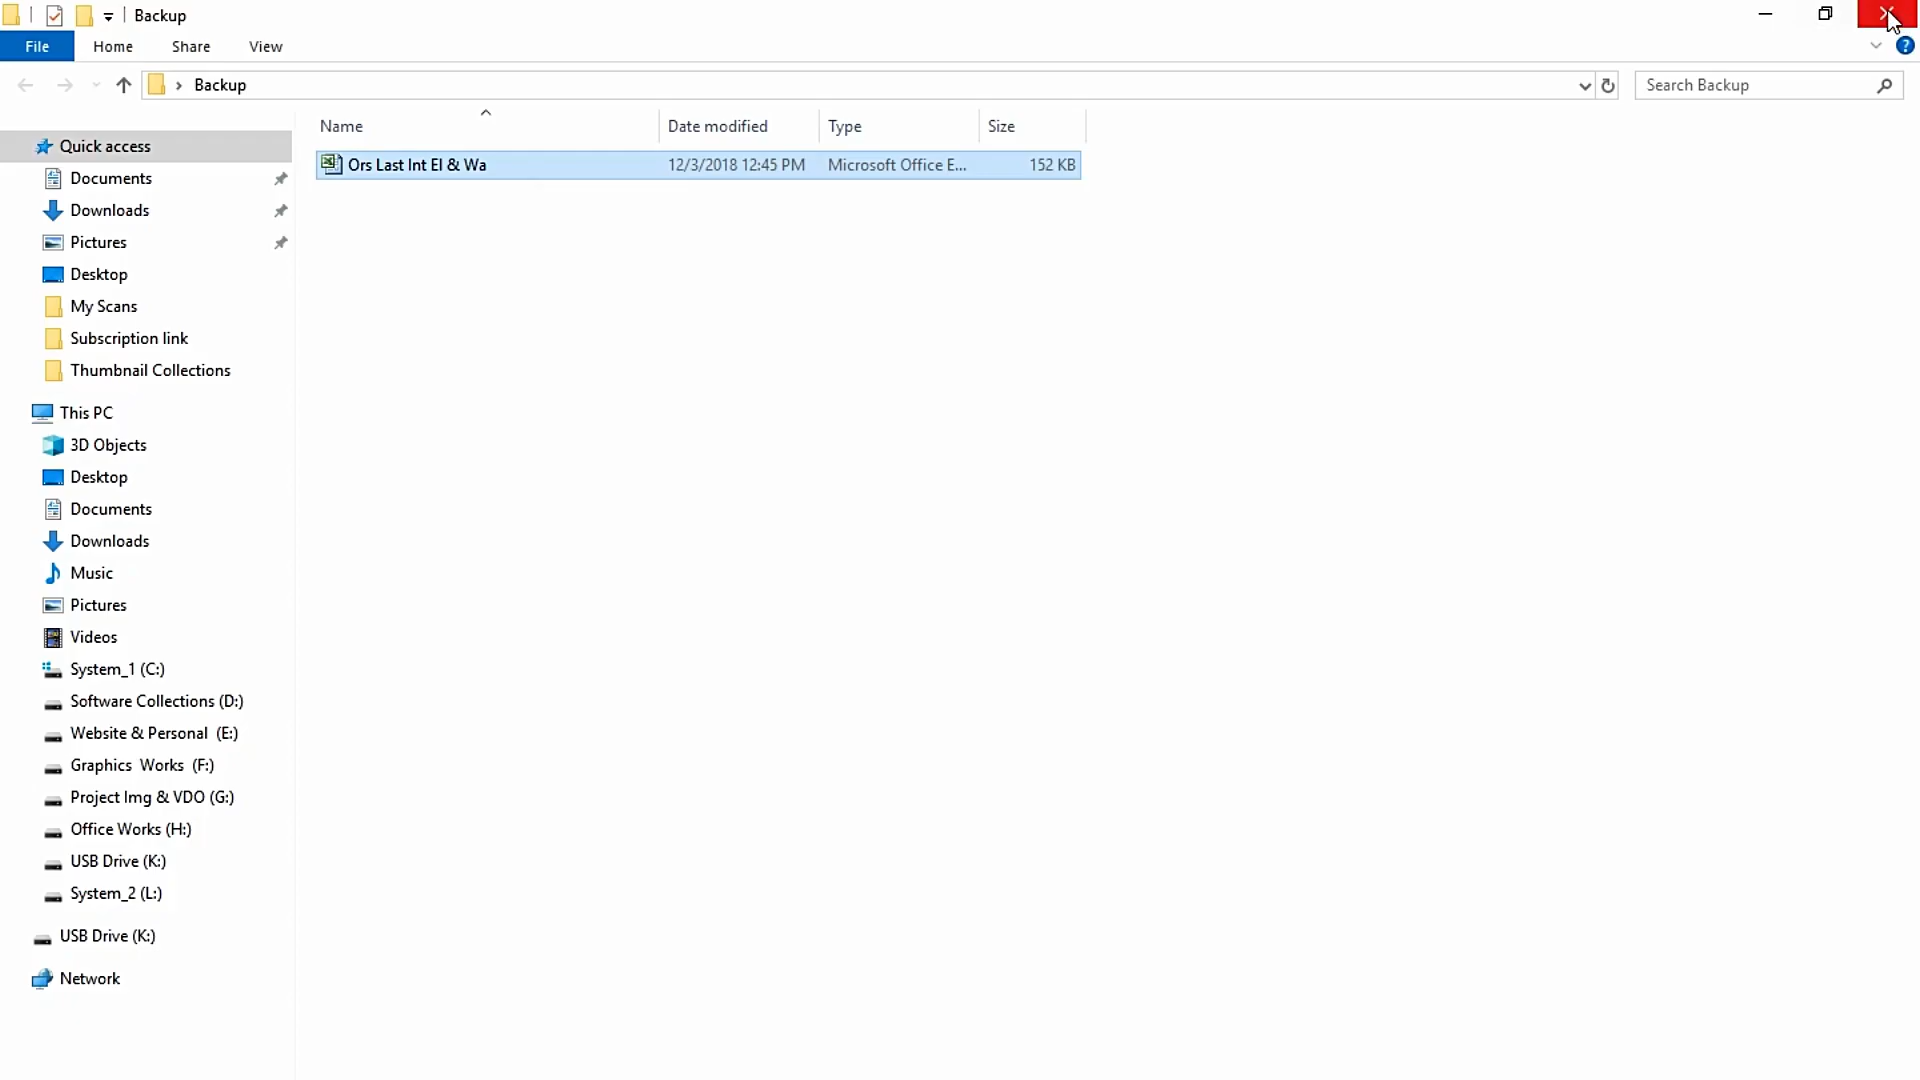 Backup
File Home Share View
Backup
Search Backup
Name Date modified Type Size
Ors Last Int El & Wa 12/3/2018 12:45 PM Microsoft Office E... 152 KB
Quick access
Documents
Downloads
Pictures
Desktop
My Scans
Subscription link
Thumbnail Collections
This PC
3D Objects
Desktop
Documents
Downloads
Music
Pictures
Videos
System_1 (C:)
Software Collections (D:)
Website & Personal (E:)
Graphics Works (F:)
Project Img & VDO (G:)
Office Works (H:)
USB Drive (K:)
System_2 (L:)
USB Drive (K:)
Network